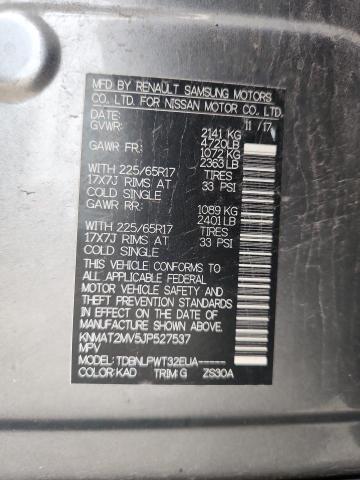 MFD. BY RENAULT SAMSUNG MOTORS
CO. LTD. FOR NISSAN MOTOR CO., LTD.
DATE: 11/17
GVWR: 2141 KG
4720LB
GAWR FR: 1072 KG
2363 LB
WITH 225/65R17 TIRES
17X7J RIMS AT 33 PSI
COLD SINGLE
GAWR RR: 1089 KG
2401 LB
WITH 225/65R17 TIRES
17X7J RIMS AT 33 PSI
COLD SINGLE
THIS VEHICLE CONFORMS TO
ALL APPLICABLE FEDERAL
MOTOR VEHICLE SAFETY
AND BUMPER STANDARDS
IN EFFECT ON THE DATE OF
MANUFACTURE SHOWN ABOVE.
KNMAT2MV5JP527537
MPV
MODEL: TDBNLPWT32EUA-----
COLOR: KAD TRIM: G ZS30A